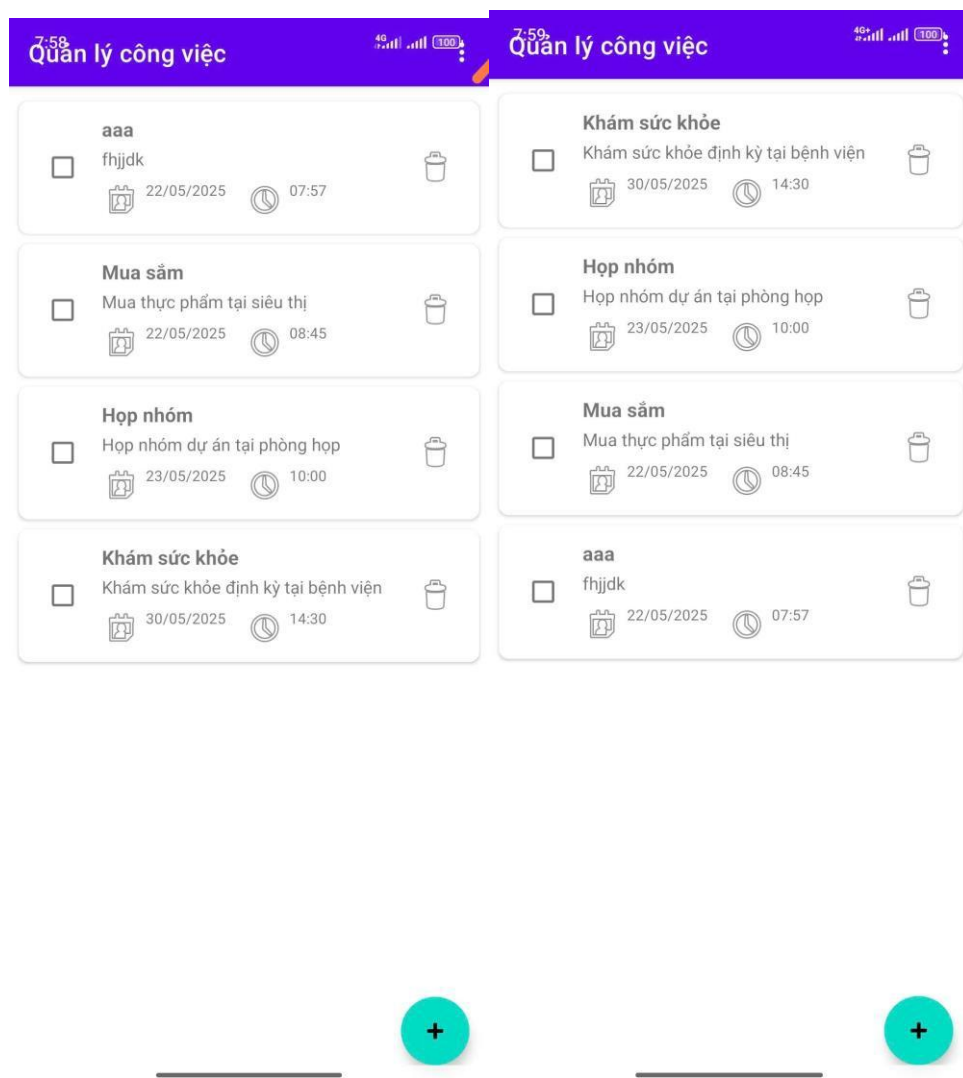 7:58
4G
100
Quản lý công việc
aaa
fhjjdk
22/05/2025 07:57
Mua sắm
Mua thực phẩm tại siêu thị
22/05/2025 08:45
Họp nhóm
Họp nhóm dự án tại phòng họp
23/05/2025 10:00
Khám sức khỏe
Khám sức khỏe định kỳ tại bệnh viện
30/05/2025 14:30
+
7:59
4G+
100
Quản lý công việc
Khám sức khỏe
Khám sức khỏe định kỳ tại bệnh viện
30/05/2025 14:30
Họp nhóm
Họp nhóm dự án tại phòng họp
23/05/2025 10:00
Mua sắm
Mua thực phẩm tại siêu thị
22/05/2025 08:45
aaa
fhjjdk
22/05/2025 07:57
+